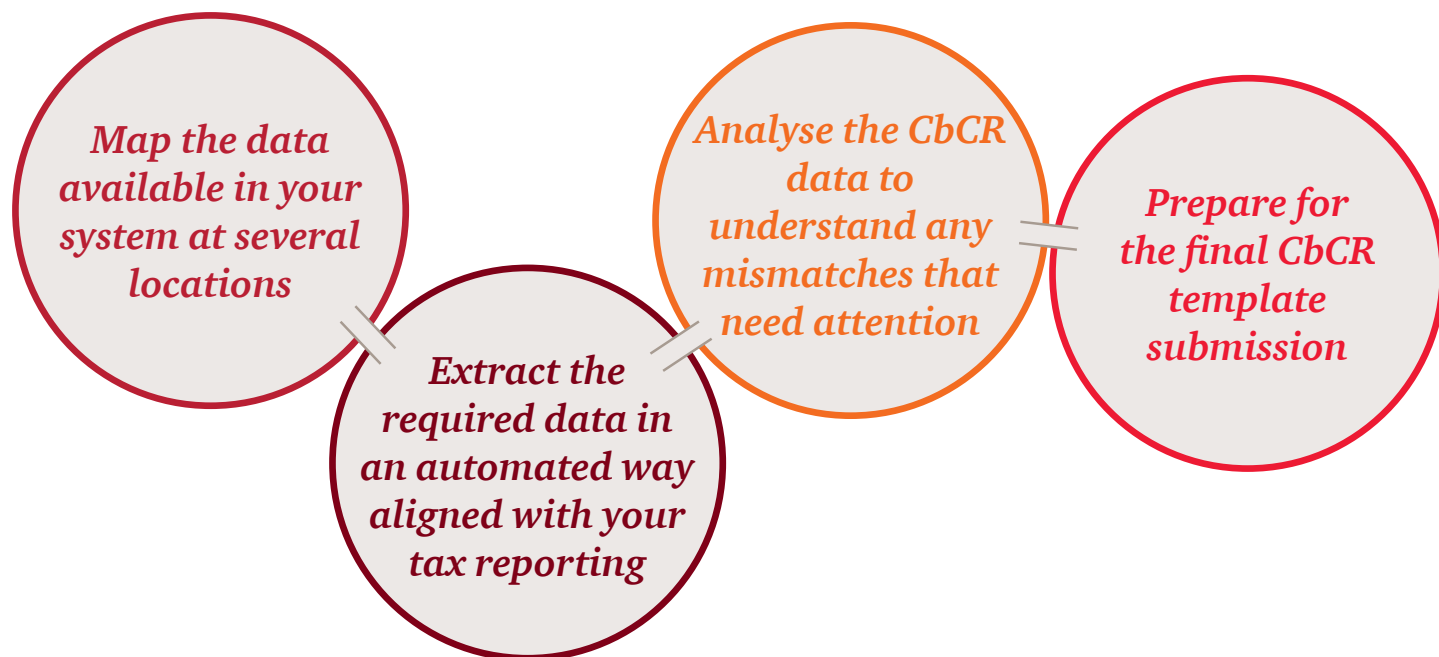 Map the data
available in your
system at several
locations
Extract the
required data in
an automated way
aligned with your
tax reporting
Analyse the CbCR
data to
understand any
mismatches that
need attention
Prepare for
the final CbCR
template
submission